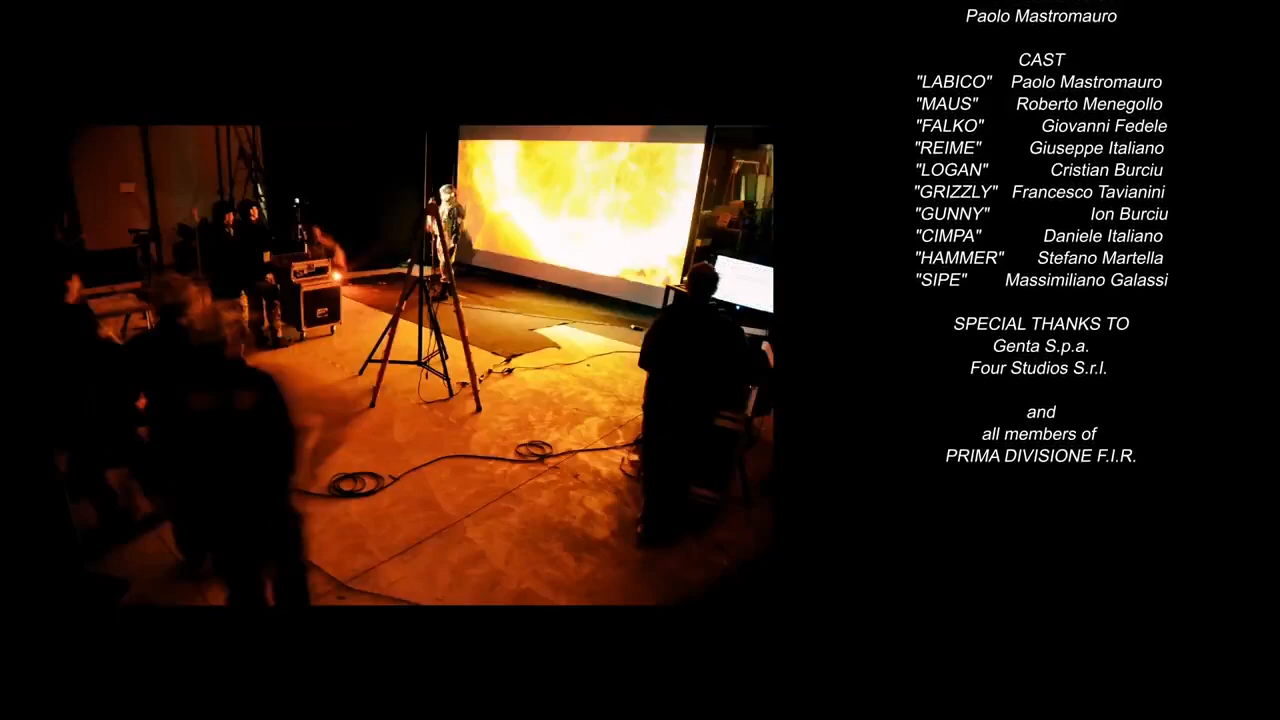 Paolo Mastromauro
CAST
"LABICO" Paolo Mastromauro
"MAUS" Roberto Menegollo
"FALKO" Giovanni Fedele
"REIME" Giuseppe Italiano
"LOGAN" Cristian Burciu
"GRIZZLY" Francesco Tavianini
"GUNNY" Ion Burciu
"CIMPA" Daniele Italiano
"HAMMER" Stefano Martella
"SIPE" Massimiliano Galassi
SPECIAL THANKS TO
Genta S.p.a.
Four Studios S.r.l.
and
all members of
PRIMA DIVISIONE F.I.R.